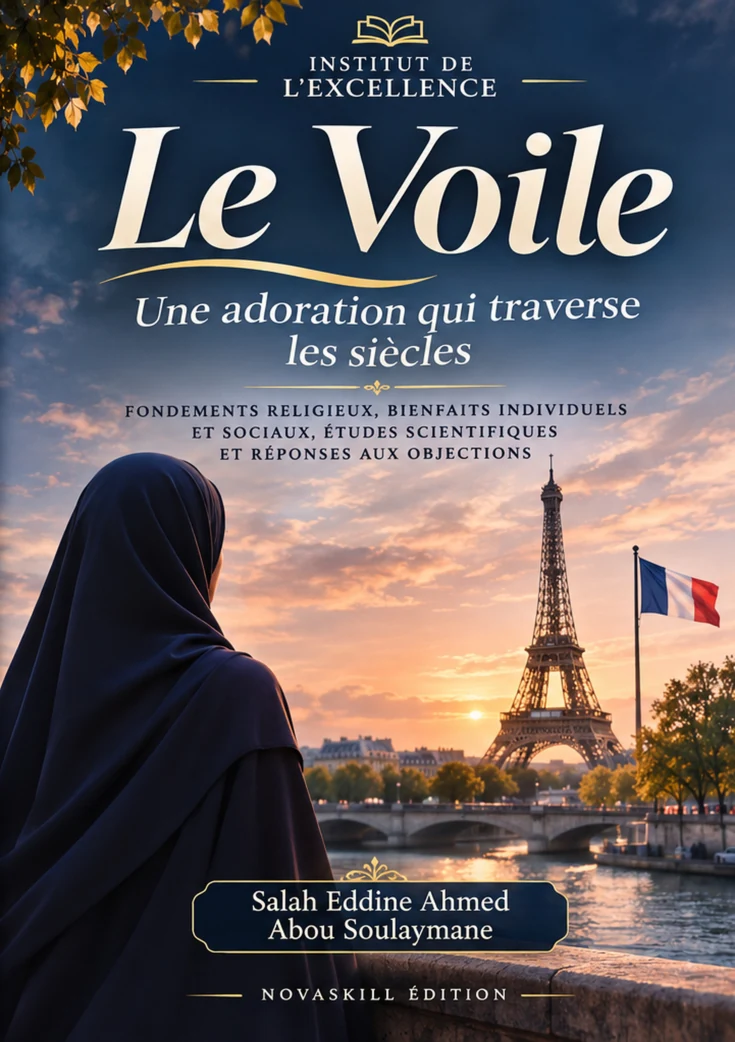 INSTITUT DE
L'EXCELLENCE
Le Voile
Une adoration qui traverse
les siècles
FONDEMENTS RELIGIEUX, BIENFAITS INDIVIDUELS
ET SOCIAUX, ÉTUDES SCIENTIFIQUES
ET RÉPONSES AUX OBJECTIONS
Salah Eddine Ahmed
Abou Soulaymane
NOVASKILL ÉDITION